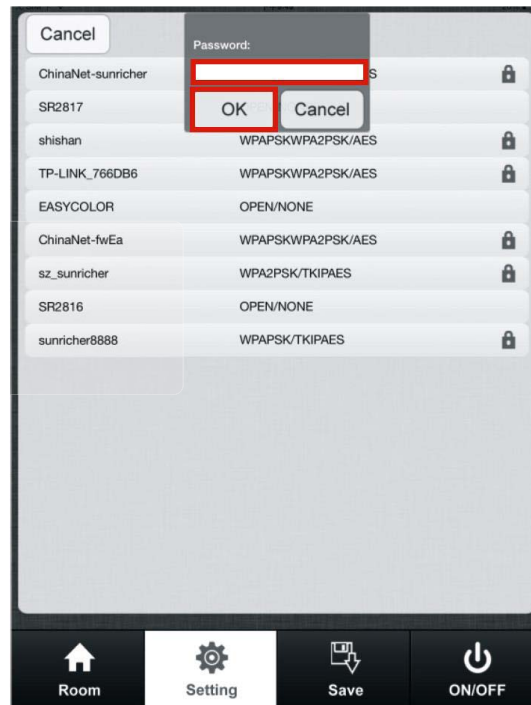 Cancel
Password:
ChinaNet-sunricher S
SR2817
OK Cancel
shishan WPAPSKWPA2PSK/AES
TP-LINK_766DB6 WPAPSKWPA2PSK/AES
EASYCOLOR OPEN/NONE
ChinaNet-fwEa WPAPSKWPA2PSK/AES
sz_sunricher WPA2PSK/TKIPAES
SR2816 OPEN/NONE
sunricher8888 WPAPSK/TKIPAES
Room Setting Save ON/OFF